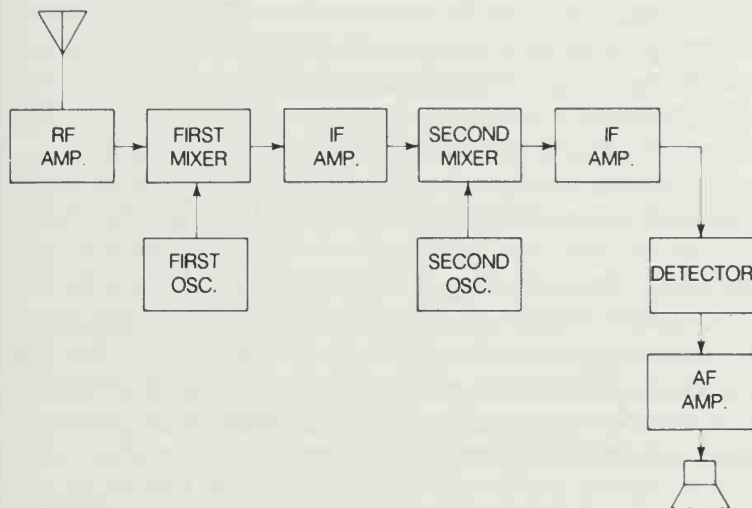 RF
AMP.
FIRST
MIXER
IF
AMP.
SECOND
MIXER
IF
AMP.
FIRST
OSC.
SECOND
OSC.
DETECTOR
AF
AMP.